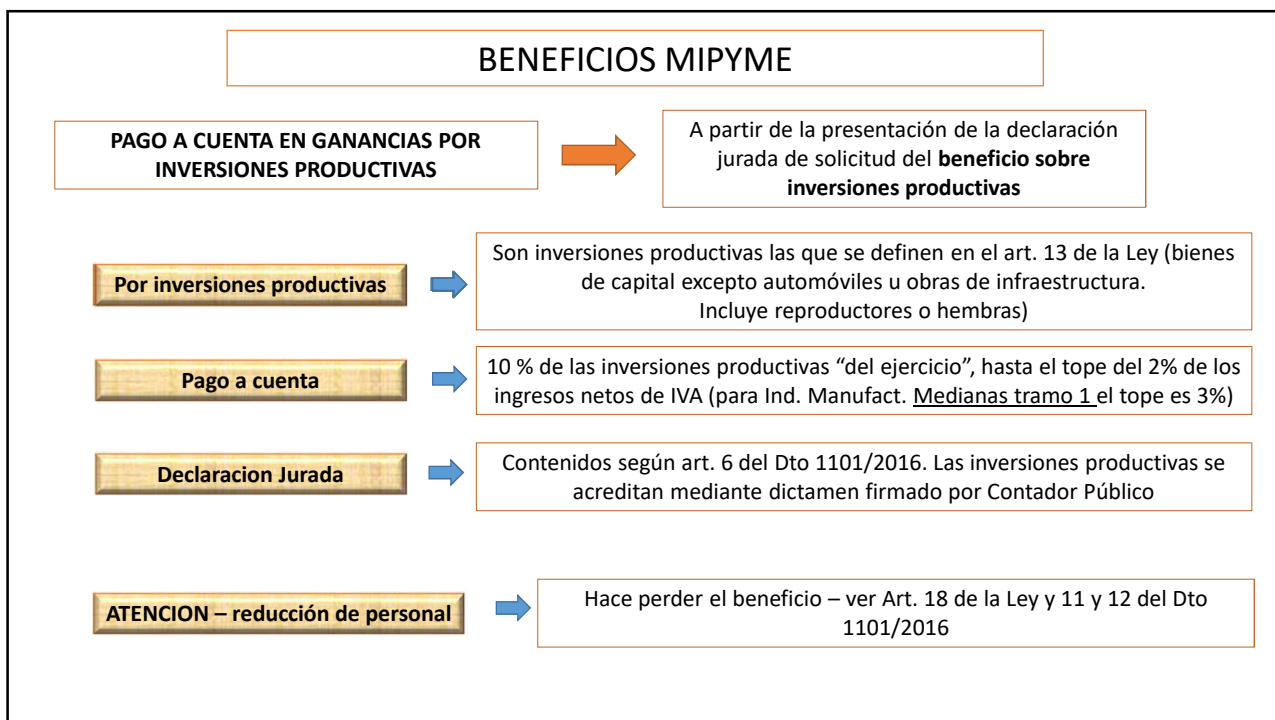 BENEFICIOS MIPYME
PAGO A CUENTA EN GANANCIAS POR
INVERSIONES PRODUCTIVAS
A partir de la presentación de la declaración
jurada de solicitud del beneficio sobre
inversiones productivas
Por inversiones productivas
Son inversiones productivas las que se definen en el art. 13 de la Ley (bienes
de capital excepto automóviles u obras de infraestructura.
Incluye reproductores o hembras)
Pago a cuenta
10 % de las inversiones productivas “del ejercicio”, hasta el tope del 2% de los
ingresos netos de IVA (para Ind. Manufact. Medianas tramo 1 el tope es 3%)
Declaracion Jurada
Contenidos según art. 6 del Dto 1101/2016. Las inversiones productivas se
acreditan mediante dictamen firmado por Contador Público
ATENCION – reducción de personal
Hace perder el beneficio – ver Art. 18 de la Ley y 11 y 12 del Dto
1101/2016